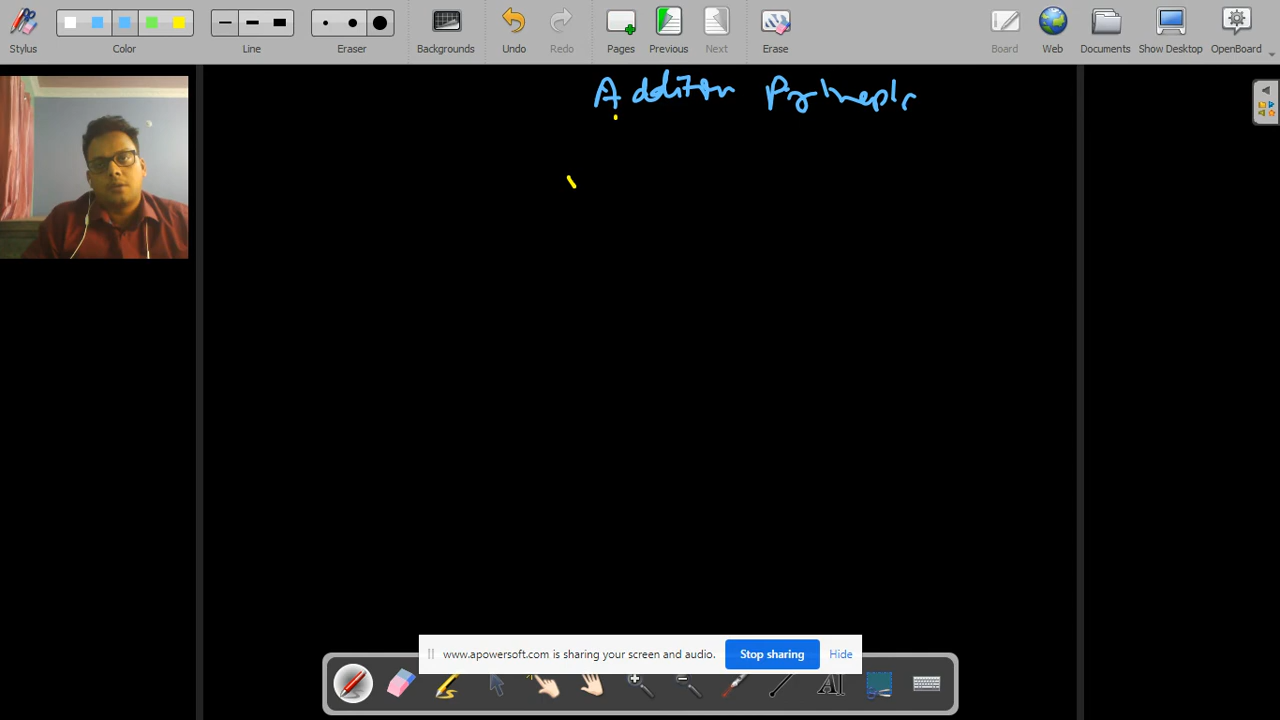 Stylus Color Line Eraser Backgrounds Undo Redo Pages Previous Next Erase Board Web Documents Show Desktop OpenBoard
Addition Principle
www.apowersoft.com is sharing your screen and audio. Stop sharing Hide